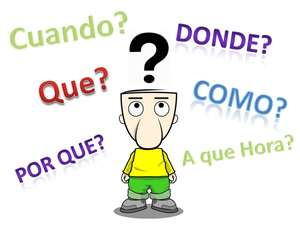 Cuando?
DONDE?
?
Que?
COMO?
POR QUE?
A que Hora?